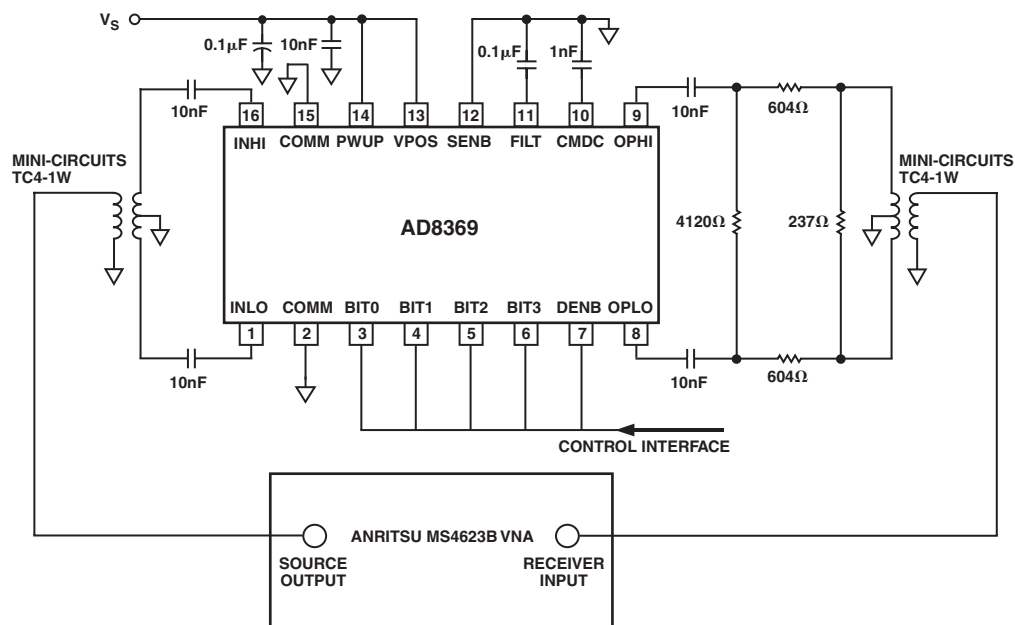 V_S
0.1μF
10nF
0.1μF
1nF
10nF
10nF
604Ω
16
15
14
13
12
11
10
9
INHI
COMM
PWUP
VPOS
SENB
FILT
CMDC
OPHI
MINI-CIRCUITS
TC4-1W
MINI-CIRCUITS
TC4-1W
AD8369
4120Ω
237Ω
INLO
COMM
BIT0
BIT1
BIT2
BIT3
DENB
OPLO
1
2
3
4
5
6
7
8
10nF
10nF
604Ω
CONTROL INTERFACE
ANRITSU MS4623B VNA
SOURCE
OUTPUT
RECEIVER
INPUT